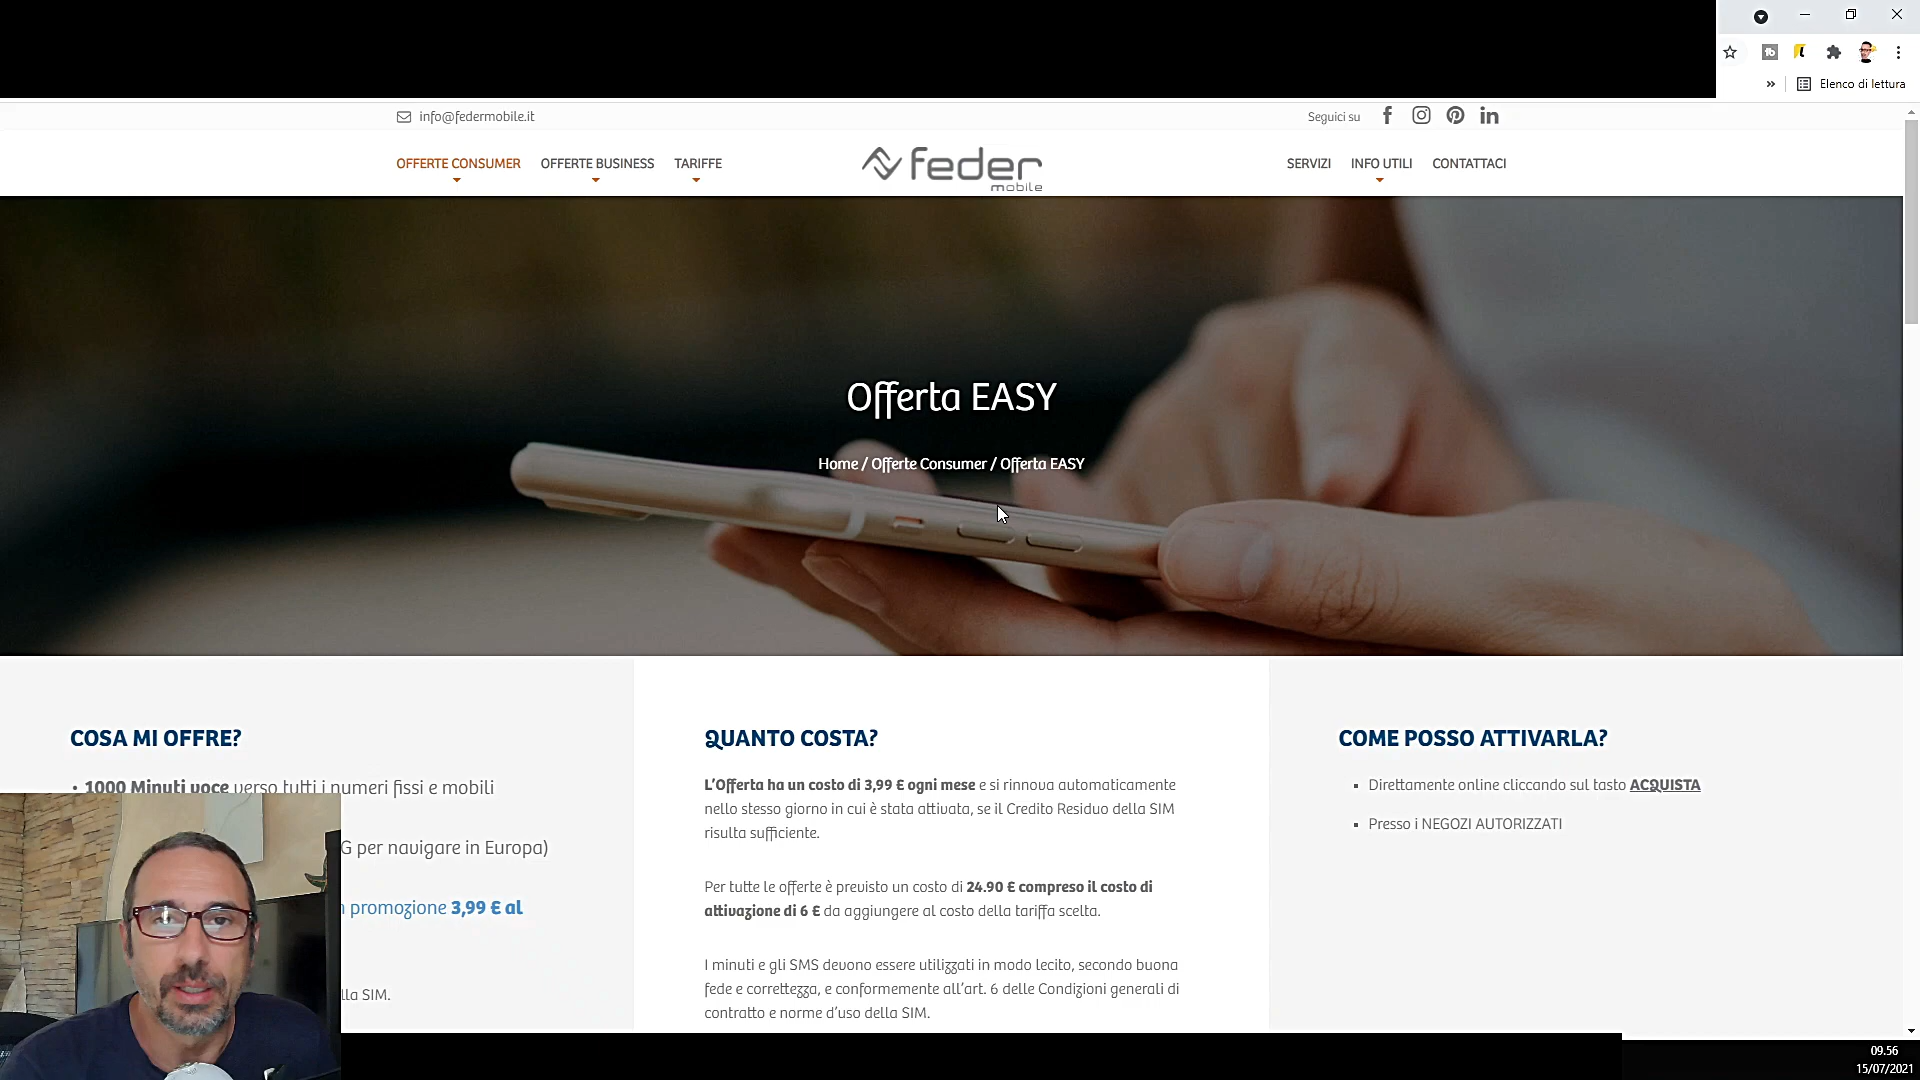 Elenco di lettura
info@federmobile.it
Seguici su
OFFERTE CONSUMER
OFFERTE BUSINESS
TARIFFE
feder
mobile
SERVIZI
INFO UTILI
CONTATTACI
Offerta EASY
Home / Offerte Consumer / Offerta EASY
COSA MI OFFRE?
• 1000 Minuti voce verso tutti i numeri fissi e mobili
G per navigare in Europa)
promozione 3,99 € al
lla SIM.
QUANTO COSTA?
L'Offerta ha un costo di 3,99 € ogni mese e si rinnova automaticamente
nello stesso giorno in cui è stata attivata, se il Credito Residuo della SIM
risulta sufficiente.
Per tutte le offerte è previsto un costo di 24.90 € compreso il costo di
attivazione di 6 € da aggiungere al costo della tariffa scelta.
I minuti e gli SMS devono essere utilizzati in modo lecito, secondo buona
fede e correttezza, e conformemente all'art. 6 delle Condizioni generali di
contratto e norme d'uso della SIM.
COME POSSO ATTIVARLA?
Direttamente online cliccando sul tasto ACQUISTA
Presso i NEGOZI AUTORIZZATI
09.56
15/07/2021